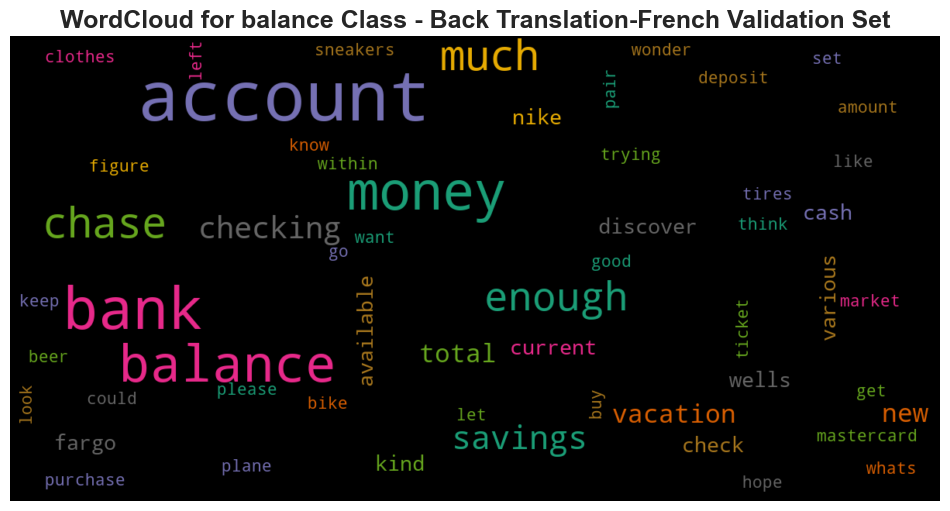 WordCloud for balance Class - Back Translation-French Validation Set
clothes
left
sneakers
much
wonder
set
account
pair
deposit
nike
amount
know
figure
within
trying
like
money
tires
chase
checking
want
discover
think
cash
go
good
keep
bank
available
enough
various
market
ticket
beer
balance
total
current
wells
look
could
please
bike
let
buy
vacation
get
new
fargo
savings
check
mastercard
purchase
plane
kind
hope
whats